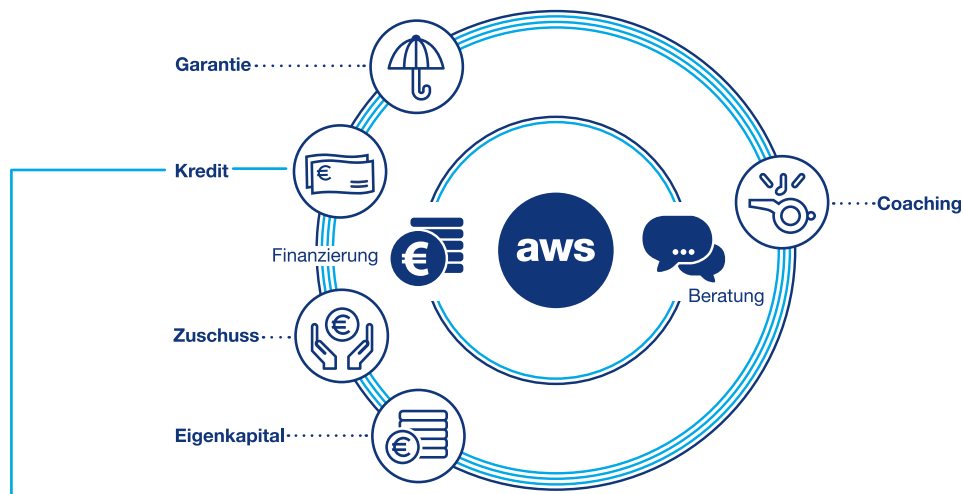 Garantie
Kredit
Coaching
Finanzierung
aws
Beratung
Zuschuss
Eigenkapital